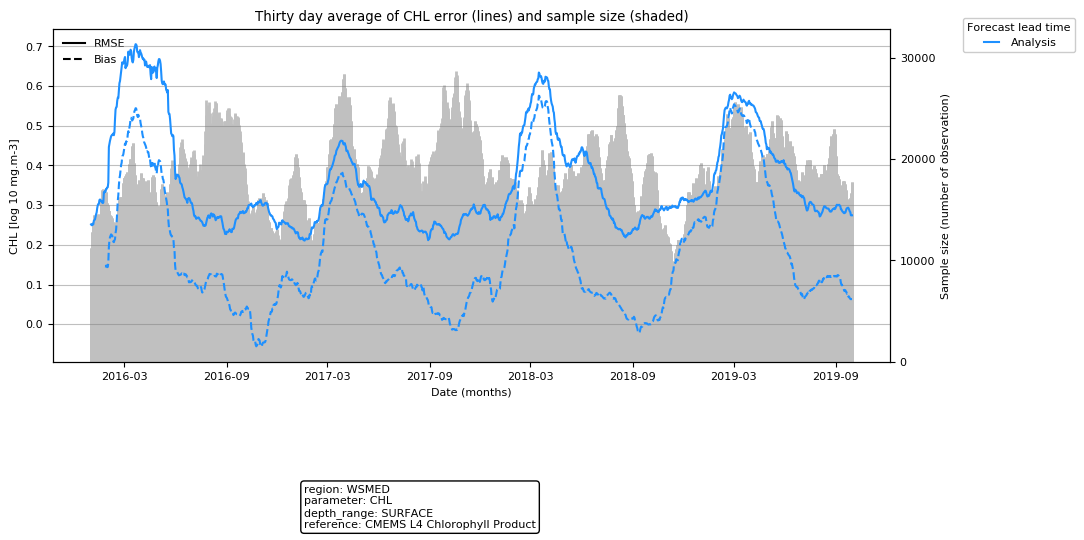 Thirty day average of CHL error (lines) and sample size (shaded)
Forecast lead time
Analysis
RMSE
Bias
0.7
0.6
0.5
0.4
0.3
0.2
0.1
0.0
CHL [log 10 mg.m-3]
30000
20000
10000
0
Sample size (number of observation)
2016-03
2016-09
2017-03
2017-09
2018-03
2018-09
2019-03
2019-09
Date (months)
region: WSMED
parameter: CHL
depth_range: SURFACE
reference: CMEMS L4 Chlorophyll Product